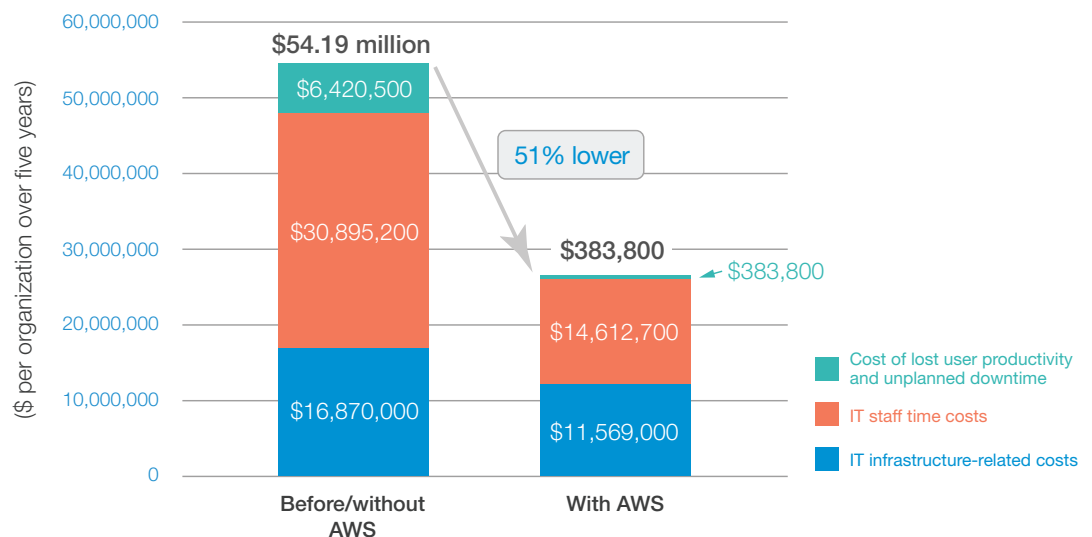 ($ per organization over five years)
60,000,000
50,000,000
40,000,000
30,000,000
20,000,000
10,000,000
0
$54.19 million
$6,420,500
$30,895,200
$16,870,000
51% lower
$383,800
$383,800
$14,612,700
$11,569,000
Before/without
AWS
With AWS
Cost of lost user productivity
and unplanned downtime
IT staff time costs
IT infrastructure-related costs